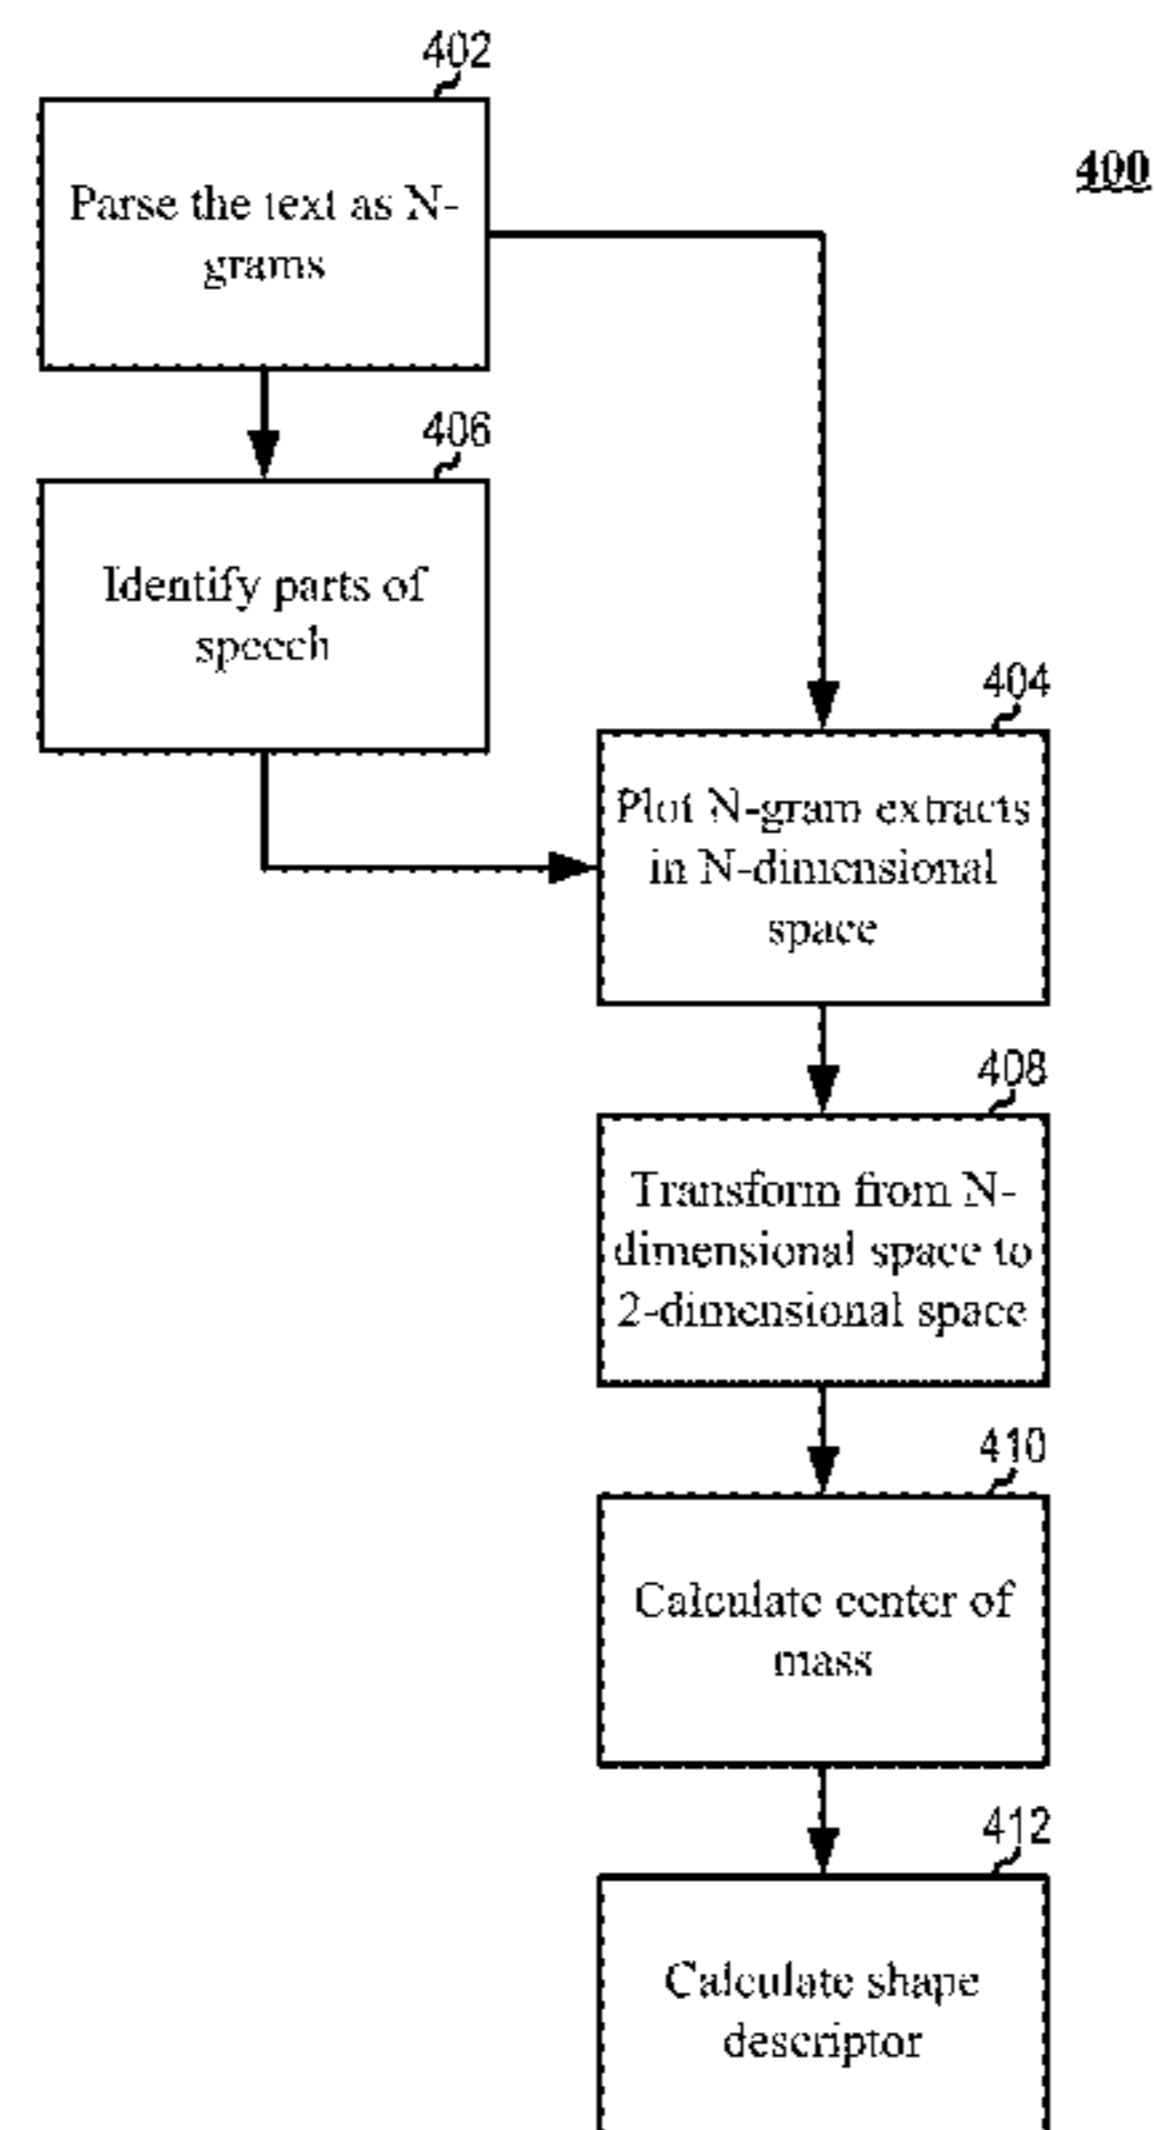 402
400
Parse the text as N-
grams
406
Identify parts of
speech
404
Plot N-gram extracts
in N-dimensional
space
408
Transform from N-
dimensional space to
2-dimensional space
410
Calculate center of
mass
412
Calculate shape
descriptor